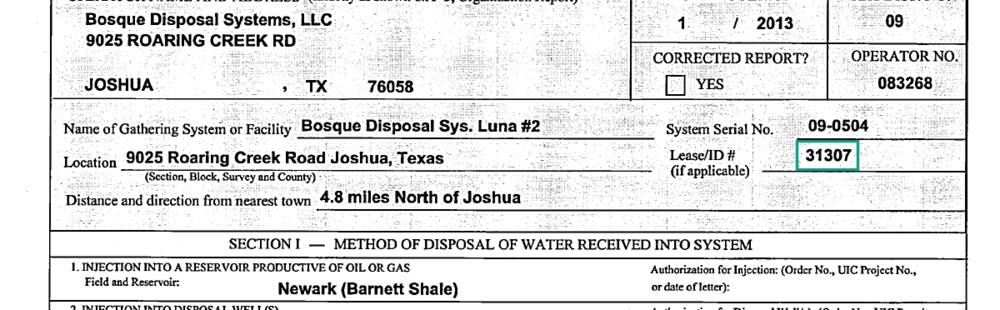 Bosque Disposal Systems, LLC
9025 ROARING CREEK RD
1 / 2013
09
JOSHUA , TX 76058
CORRECTED REPORT?
YES
OPERATOR NO.
083268
Name of Gathering System or Facility Bosque Disposal Sys. Luna #2
System Serial No. 09-0504
Location 9025 Roaring Creek Road Joshua, Texas
(Section, Block, Survey and County)
Lease/ID # 31307
(if applicable)
Distance and direction from nearest town 4.8 miles North of Joshua
SECTION I — METHOD OF DISPOSAL OF WATER RECEIVED INTO SYSTEM
1. INJECTION INTO A RESERVOIR PRODUCTIVE OF OIL OR GAS
Field and Reservoir: Newark (Barnett Shale)
Authorization for Injection: (Order No., UIC Project No.,
or date of letter):
2. INJECTION INTO DISPOSAL WELL(S)